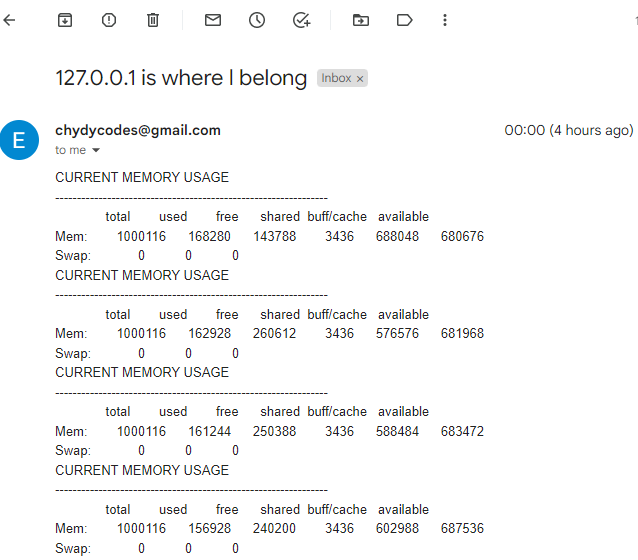 127.0.0.1 is where I belong Inbox ×
E
chydycodes@gmail.com 00:00 (4 hours ago)
to me
CURRENT MEMORY USAGE
---------------------------------------------------------------
total used free shared buff/cache available
Mem: 1000116 168280 143788 3436 688048 680676
Swap: 0 0 0
CURRENT MEMORY USAGE
---------------------------------------------------------------
total used free shared buff/cache available
Mem: 1000116 162928 260612 3436 576576 681968
Swap: 0 0 0
CURRENT MEMORY USAGE
---------------------------------------------------------------
total used free shared buff/cache available
Mem: 1000116 161244 250388 3436 588484 683472
Swap: 0 0 0
CURRENT MEMORY USAGE
---------------------------------------------------------------
total used free shared buff/cache available
Mem: 1000116 156928 240200 3436 602988 687536
Swap: 0 0 0